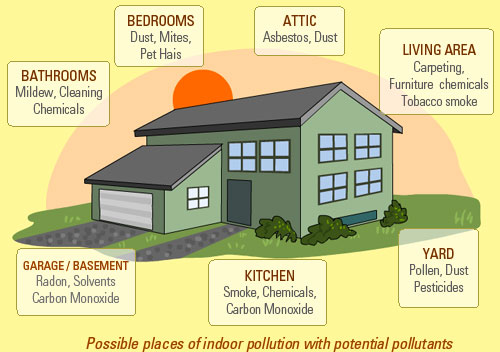 BEDROOMS
Dust, Mites,
Pet Hais
ATTIC
Asbestos, Dust
LIVING AREA
Carpeting,
Furniture chemicals
Tobacco smoke
BATHROOMS
Mildew, Cleaning
Chemicals
GARAGE / BASEMENT
Radon, Solvents
Carbon Monoxide
KITCHEN
Smoke, Chemicals,
Carbon Monoxide
YARD
Pollen, Dust
Pesticides
Possible places of indoor pollution with potential pollutants